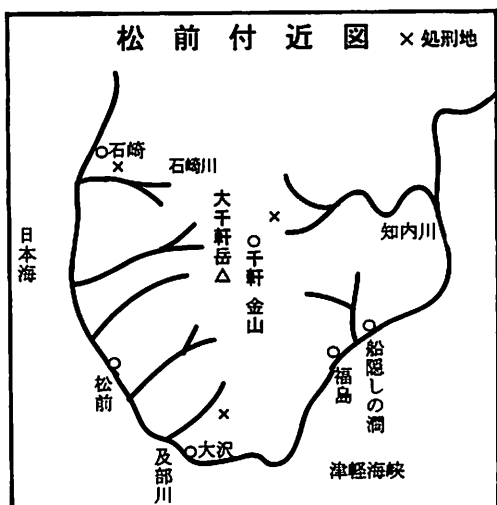 松前付近図
×処刑地
石崎
石崎川
大千軒岳△
千軒金山
知内川
日本海
松前
船隠しの澗
福島
大沢
及部川
津軽海峡